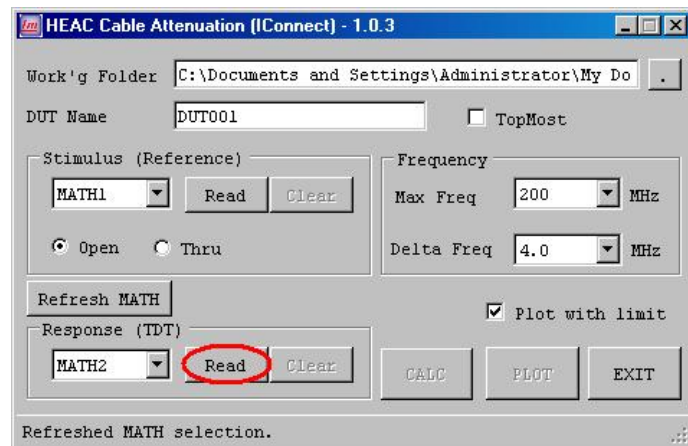 Im HEAC Cable Attenuation (IConnect) - 1.0.3
Work'g Folder C:\Documents and Settings\Administrator\My Do .
DUT Name DUT001 TopMost
Stimulus (Reference)
MATH1 Read Clear
Open Thru
Frequency
Max Freq 200 MHz
Delta Freq 4.0 MHz
Refresh MATH
Plot with limit
Response (TDT)
MATH2 Read Clear
CALC PLOT EXIT
Refreshed MATH selection.